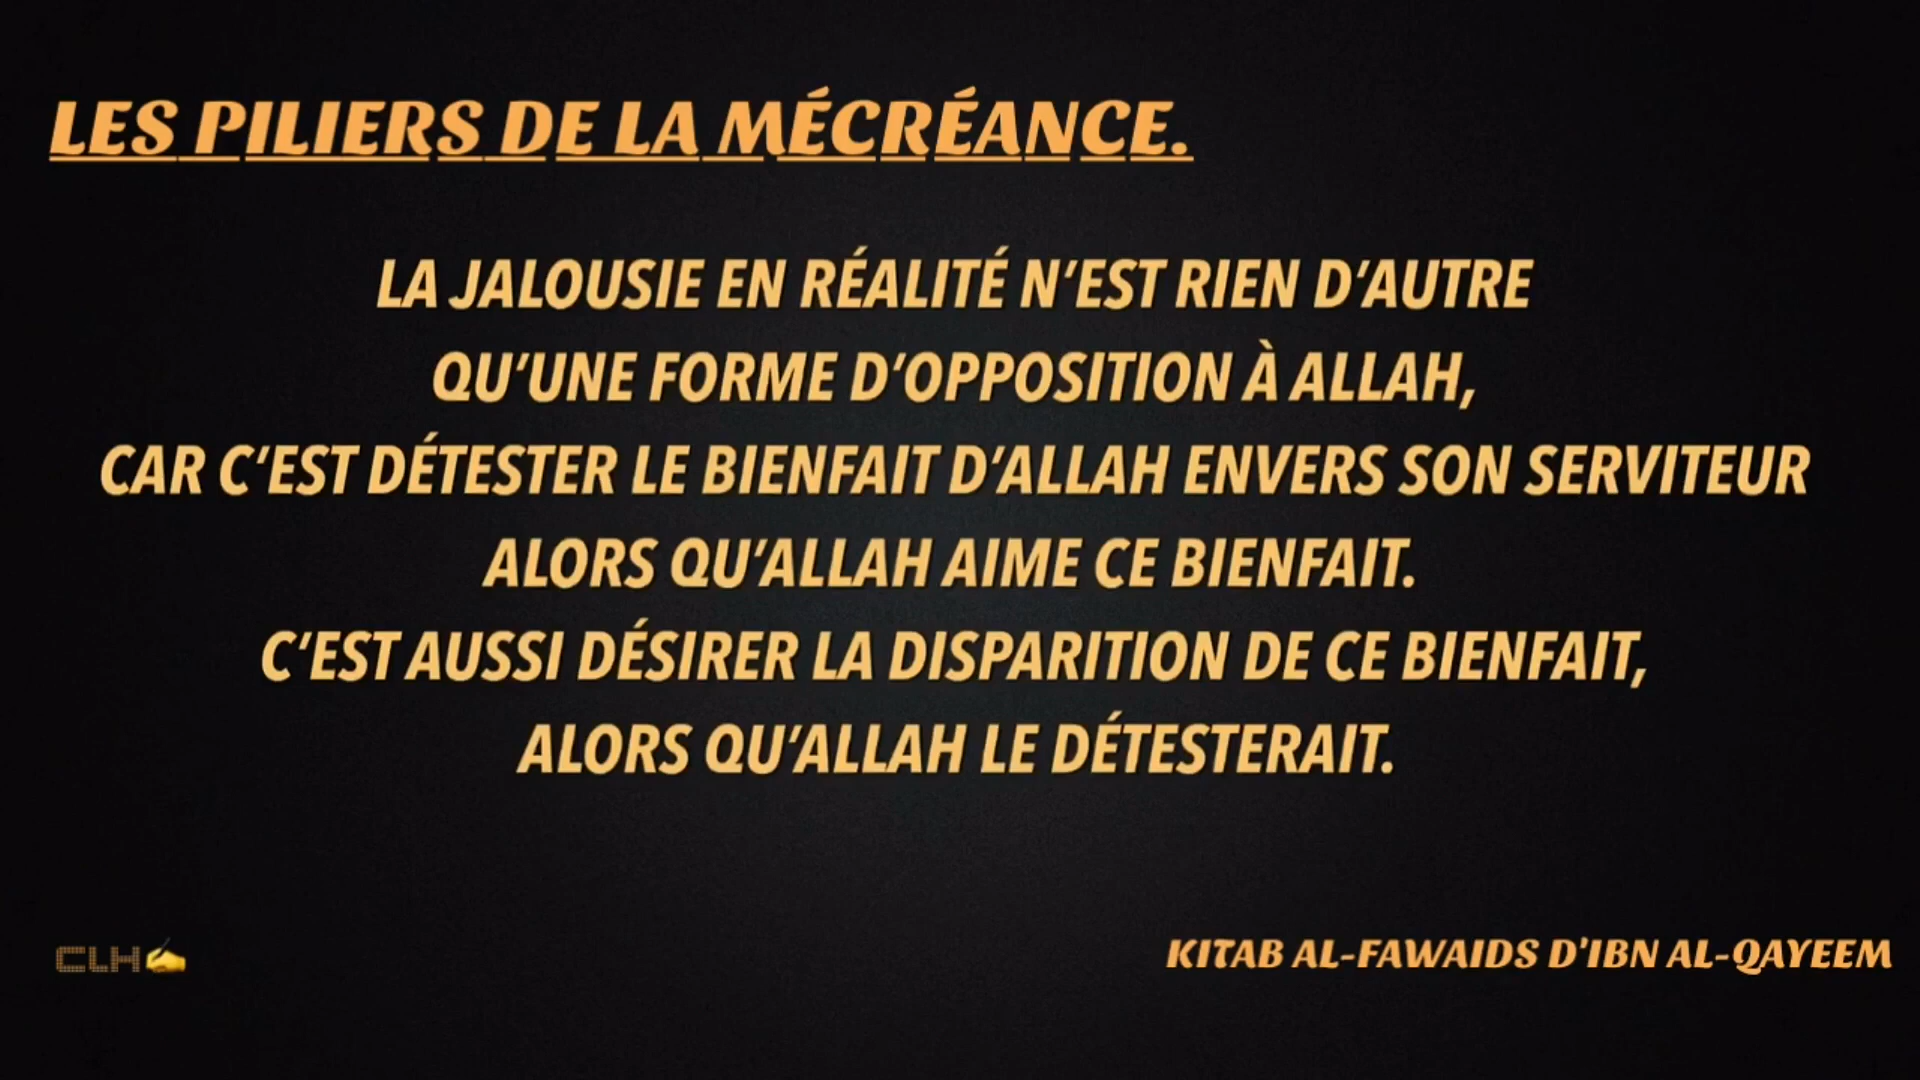 LES PILIERS DE LA MÉCRÉANCE.
LA JALOUSIE EN RÉALITÉ N'EST RIEN D'AUTRE
QU'UNE FORME D'OPPOSITION À ALLAH,
CAR C'EST DÉTESTER LE BIENFAIT D'ALLAH ENVERS SON SERVITEUR
ALORS QU'ALLAH AIME CE BIENFAIT.
C'EST AUSSI DÉSIRER LA DISPARITION DE CE BIENFAIT,
ALORS QU'ALLAH LE DÉTESTERAIT.
CLH✍
KITAB AL-FAWAIDS D'IBN AL-QAYEEM